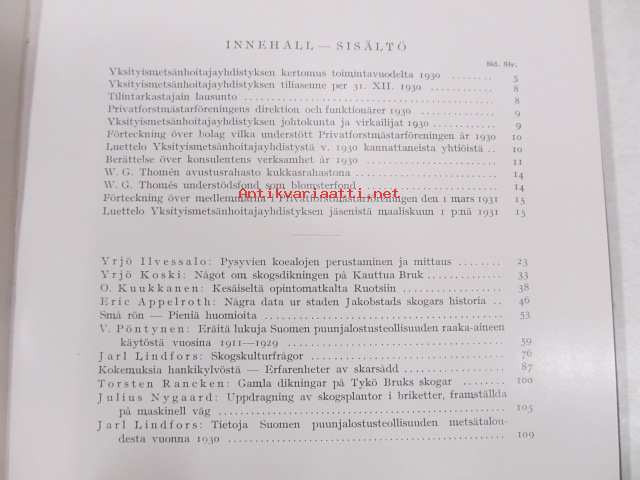 INNEHALL — SISÄLTÖ
Sid. Siv.
Yksityismetsänhoitajayhdistyksen kertomus toimintavuodelta 1930 ........ 5
Yksityismetsänhoitajayhdistyksen tiliasenne per 31. XII. 1930 ........... 8
Tilintarkastajain lausunto ........ 8
Privatforstmästarföreningens direktion och funktionärer 1930 ........ 9
Yksityismetsänhoitajayhdistyksen johtokunta ja virkailijat 1930 ........ 9
Förteckning över bolag vilka understött Privatforstmästarföreningen år 1930 10
Luettelo Yksityismetsänhoitajayhdistystä v. 1930 kannattaneista yhtiöistä .. 10
Berättelse över konsulentens verksamhet år 1930 ........ 11
W. G. Thomén avustusrahasto kukkasrahastona ........ 14
W. G. Thomés understödsfond som blomsterfond ........ 14
Antikvariaatti.net
Förteckning över medlemmarna i Privatforstmästarföreningen den 1 mars 1931 15
Luettelo Yksityismetsänhoitajayhdistyksen jäsenistä maaliskuun 1 p:nä 1931 15
Yrjö Ilvessalo: Pysyvien koealojen perustaminen ja mittaus ........ 23
Yrjö Koski: Något om skogsdikningen på Kauttua Bruk ........ 33
O. Kuukkanen: Kesäiseltä opintomatkalta Ruotsiin ........ 38
Eric Appelroth: Några data ur staden Jakobstads skogars historia .. 46
Små rön — Pieniä huomioita ........ 53
V. Pöntynen: Eräitä lukuja Suomen puunjalostusteollisuuden raaka-aineen
käytöstä vuosina 1911—1929 ........ 59
Jarl Lindfors: Skogskulturfrågor ........ 76
Kokemuksia hankikylvöstä — Erfarenheter av skarsådd ........ 87
Torsten Rancken: Gamla dikningar på Tykö Bruks skogar ........ 100
Julius Nygaard: Uppdragning av skogsplantor i briketter, framställda
på maskinell väg ........ 105
Jarl Lindfors: Tietoja Suomen puunjalostusteollisuuden metsätalou-
desta vuonna 1930 ........ 109